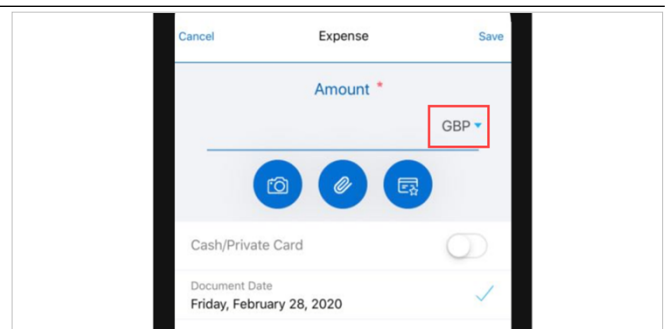 Cancel Expense Save
Amount *
GBP
Cash/Private Card
Document Date
Friday, February 28, 2020